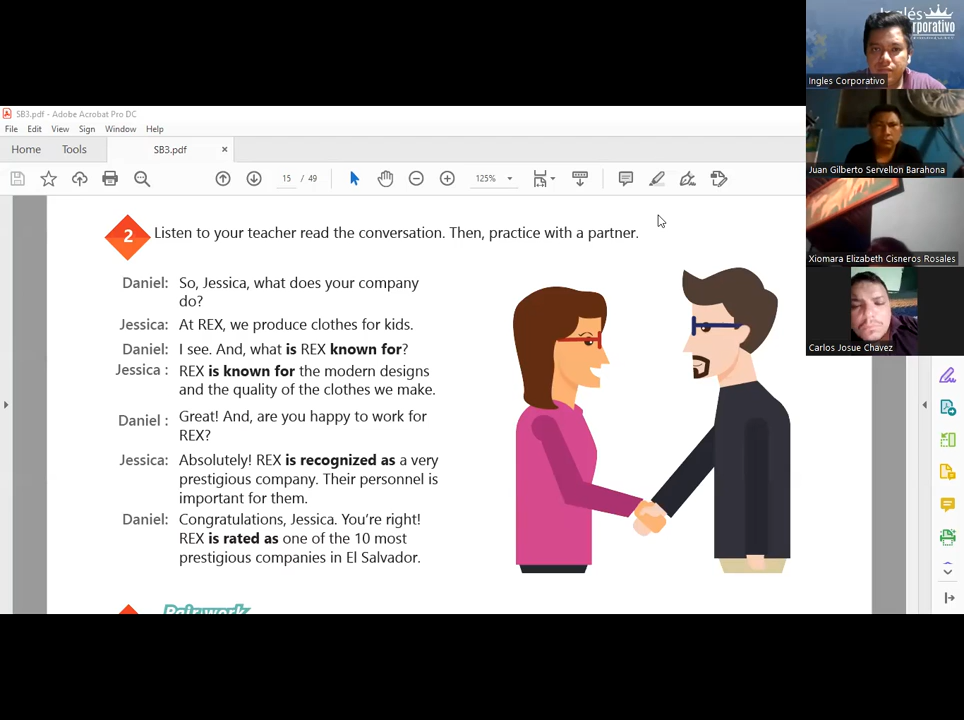 SB3.pdf - Adobe Acrobat Pro DC
File Edit View Sign Window Help
Home Tools SB3.pdf ×
15 / 49 125%
2 Listen to your teacher read the conversation. Then, practice with a partner.
Daniel: So, Jessica, what does your company
do?
Jessica: At REX, we produce clothes for kids.
Daniel: I see. And, what is REX known for?
Jessica : REX is known for the modern designs
and the quality of the clothes we make.
Daniel : Great! And, are you happy to work for
REX?
Jessica: Absolutely! REX is recognized as a very
prestigious company. Their personnel is
important for them.
Daniel: Congratulations, Jessica. You're right!
REX is rated as one of the 10 most
prestigious companies in El Salvador.
Ingles Corporativo
Juan Gilberto Servellon Barahona
Xiomara Elizabeth Cisneros Rosales
Carlos Josue Chavez